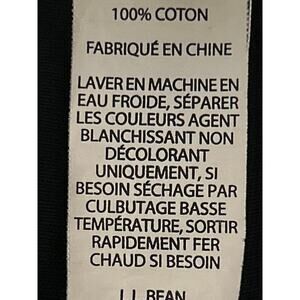 100% COTON
FABRIQUÉ EN CHINE
LAVER EN MACHINE EN
EAU FROIDE, SÉPARER
LES COULEURS AGENT
BLANCHISSANT NON
DÉCOLORANT
UNIQUEMENT, SI
BESOIN SÉCHAGE PAR
CULBUTAGE BASSE
TEMPÉRATURE, SORTIR
RAPIDEMENT FER
CHAUD SI BESOIN
L.L.BEAN